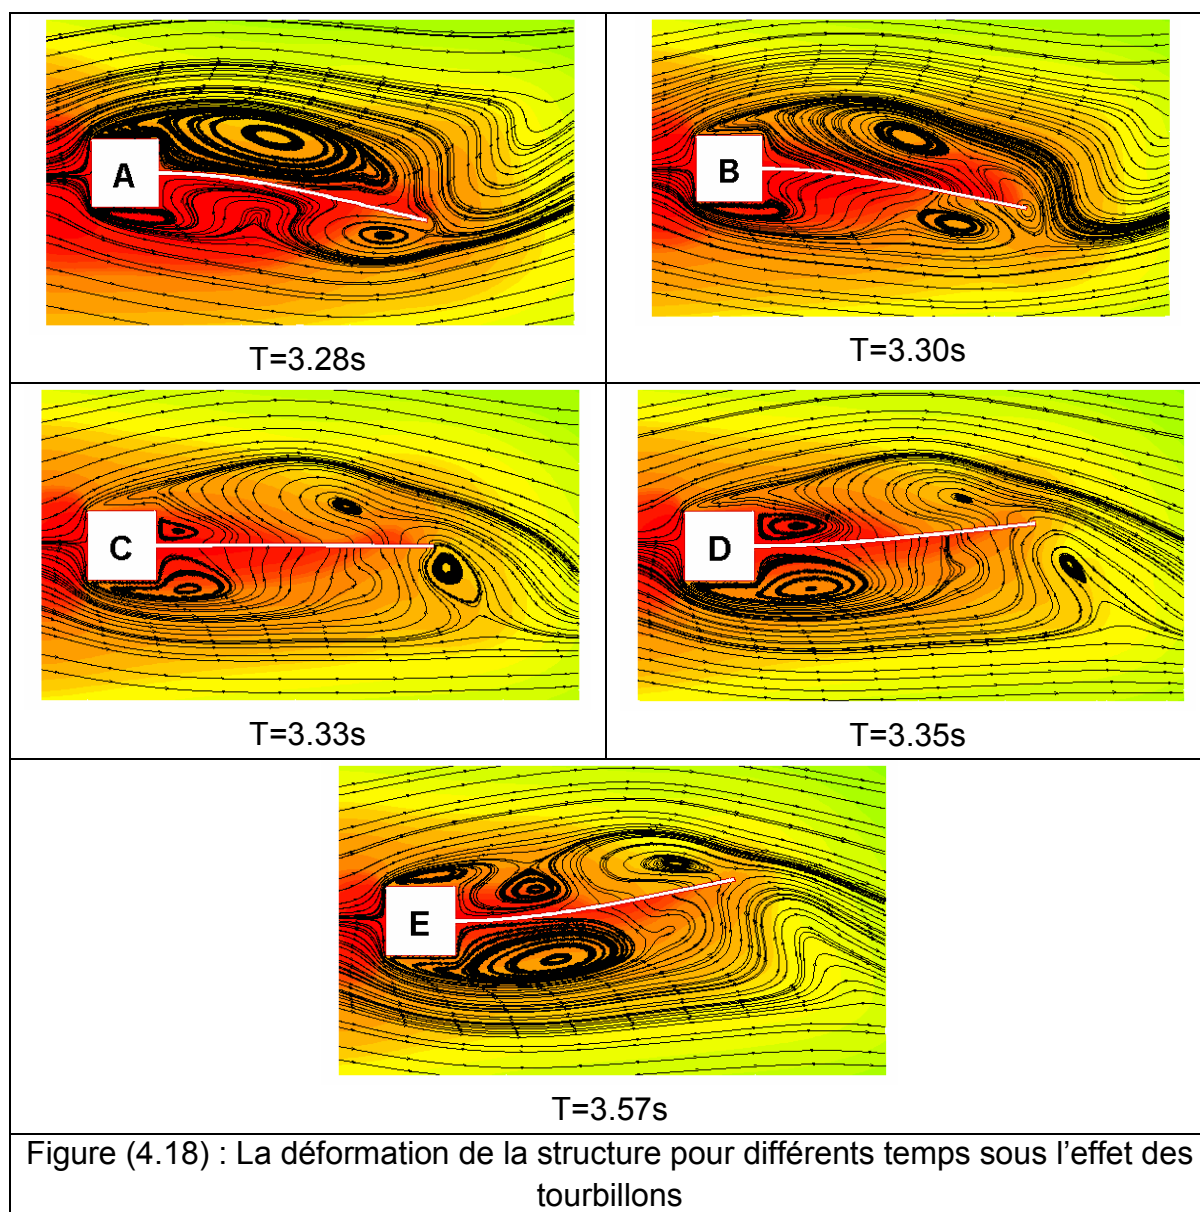 A
B
T=3.28s
T=3.30s
C
D
T=3.33s
T=3.35s
E
T=3.57s
Figure (4.18) : La déformation de la structure pour différents temps sous l’effet des
tourbillons